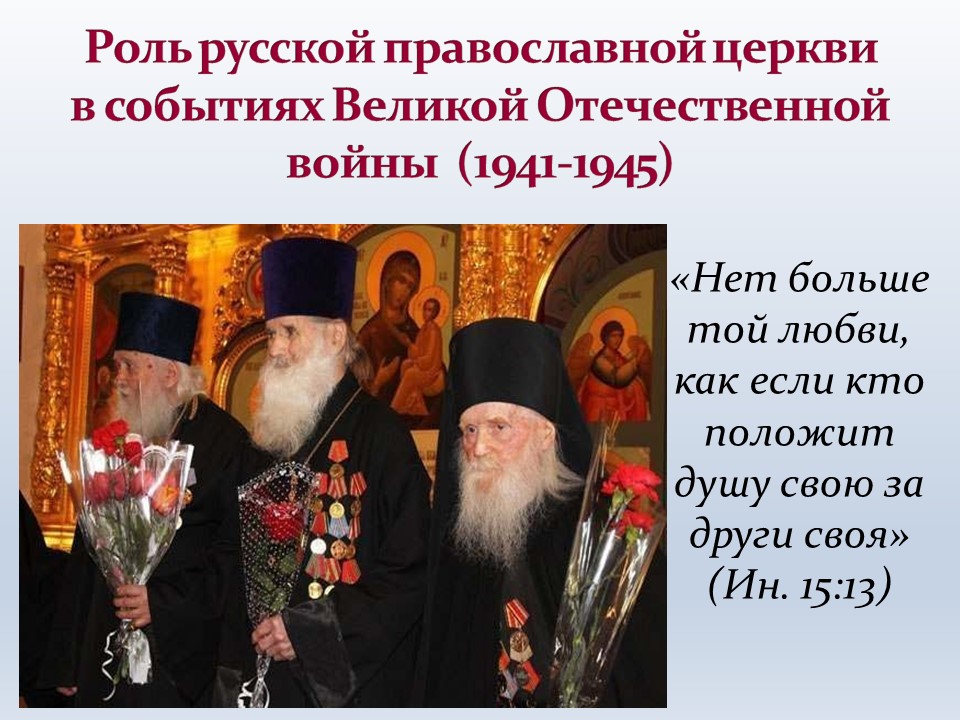 Роль русской православной церкви
в событиях Великой Отечественной
войны (1941-1945)
«Нет больше
той любви,
как если кто
положит
душу свою за
други своя»
(Ин. 15:13)